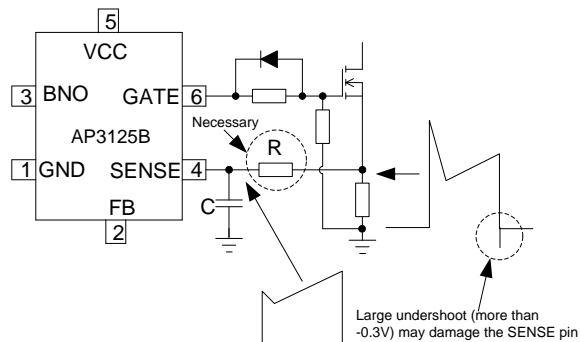 5
VCC
3 BNO GATE 6
AP3125B
Necessary
R
1 GND SENSE 4
C
FB
2
Large undershoot (more than
-0.3V) may damage the SENSE pin